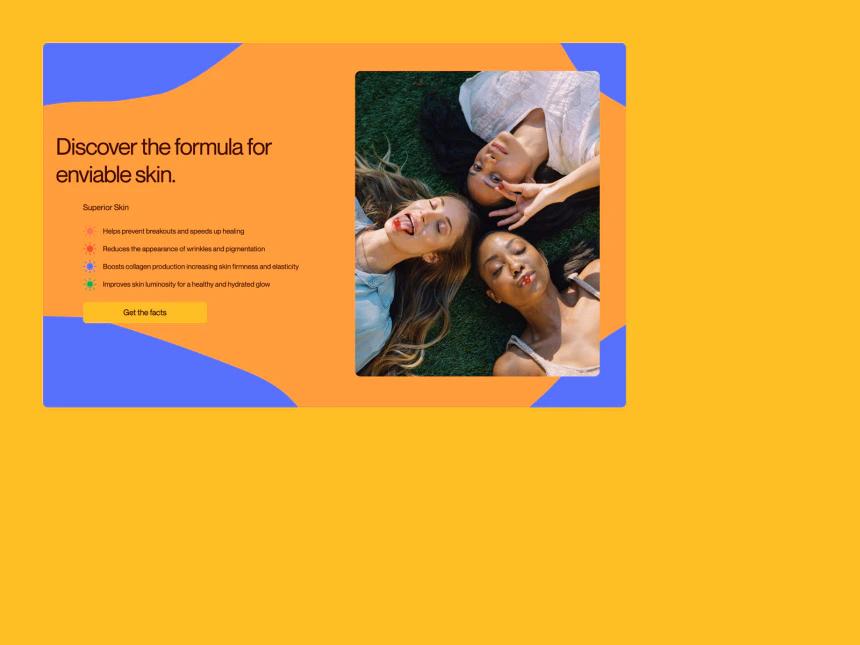 Discover the formula for
enviable skin.
Superior Skin
Helps prevent breakouts and speeds up healing
Reduces the appearance of wrinkles and pigmentation
Boosts collagen production increasing skin firmness and elasticity
Improves skin luminosity for a healthy and hydrated glow
Get the facts